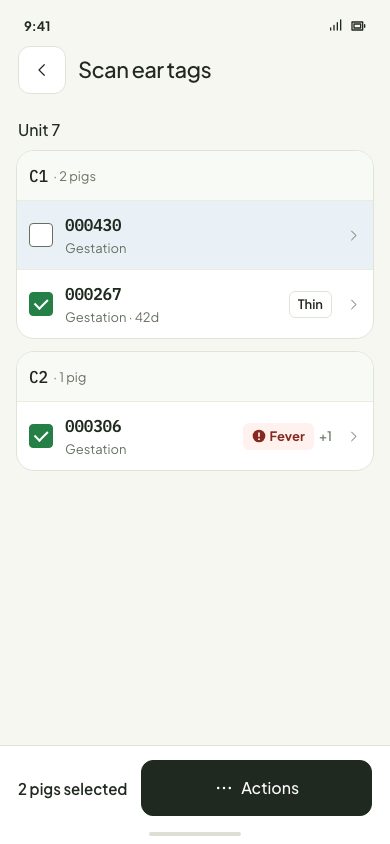 9:41
Scan ear tags
Unit 7
C1 · 2 pigs
000430
Gestation
000267
Gestation · 42d
Thin
C2 · 1 pig
000306
Gestation
Fever +1
2 pigs selected
··· Actions